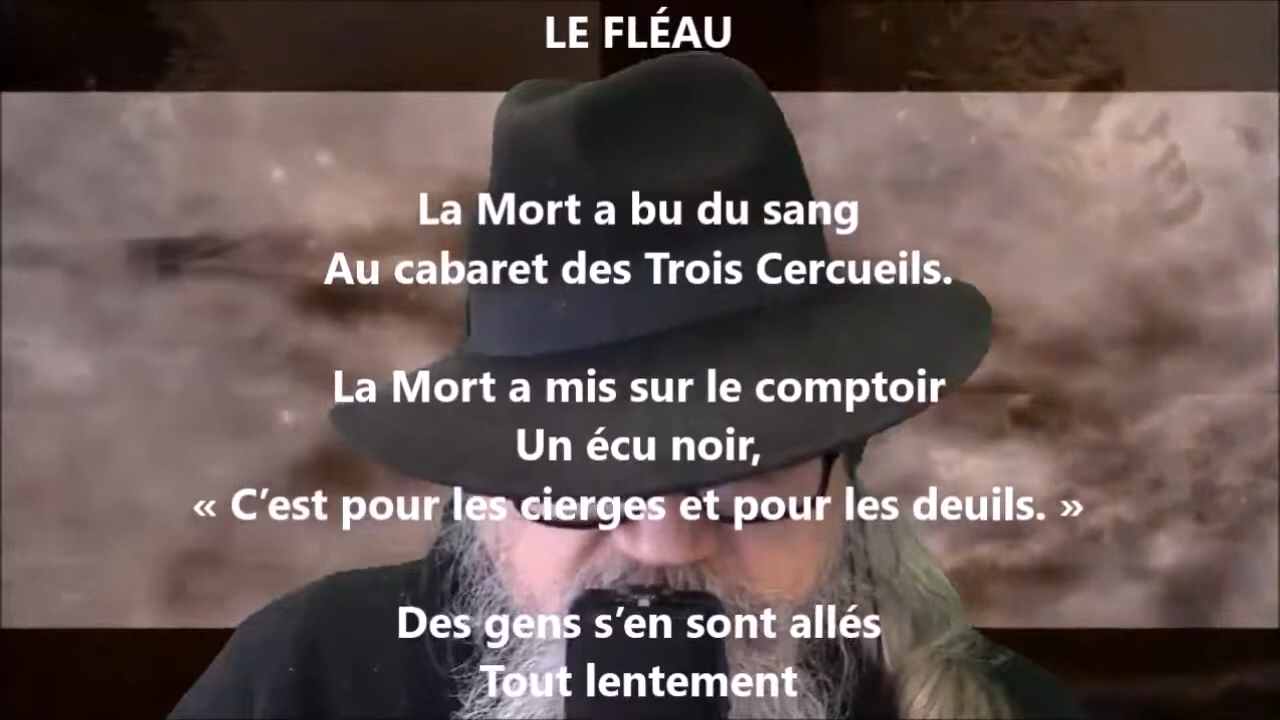 LE FLÉAU
La Mort a bu du sang
Au cabaret des Trois Cercueils.
La Mort a mis sur le comptoir
Un écu noir,
« C’est pour les cierges et pour les deuils. »
Des gens s’en sont allés
Tout lentement